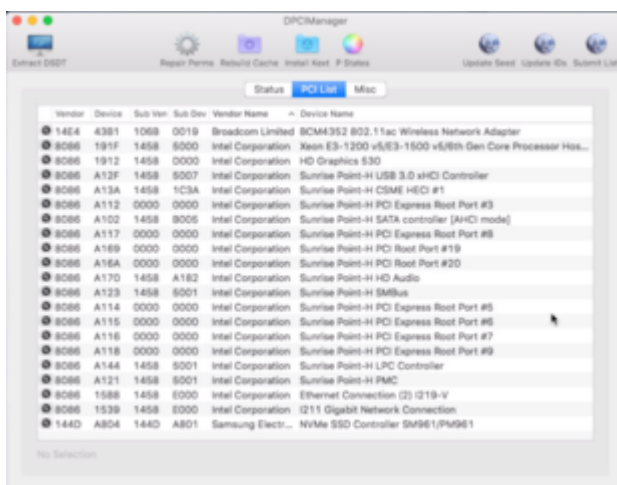 DPCIManager
Extract DSDT Repair Perms Rebuild Cache Install Kext P States Update Seed Update IDs Submit List
Status PCI List Misc
Vendor Device Sub Ven Sub Dev Vendor Name Device Name
14E4 4381 106B 0019 Broadcom Limited BCM4352 802.11ac Wireless Network Adapter
8086 191F 1458 5000 Intel Corporation Xeon E3-1200 v5/E3-1500 v5/6th Gen Core Processor Hos...
8086 1912 1458 D000 Intel Corporation HD Graphics 530
8086 A12F 1458 5007 Intel Corporation Sunrise Point-H USB 3.0 xHCI Controller
8086 A13A 1458 1C3A Intel Corporation Sunrise Point-H CSME HECI #1
8086 A112 0000 0000 Intel Corporation Sunrise Point-H PCI Express Root Port #3
8086 A102 1458 B005 Intel Corporation Sunrise Point-H SATA controller [AHCI mode]
8086 A117 0000 0000 Intel Corporation Sunrise Point-H PCI Express Root Port #8
8086 A169 0000 0000 Intel Corporation Sunrise Point-H PCI Root Port #19
8086 A16A 0000 0000 Intel Corporation Sunrise Point-H PCI Root Port #20
8086 A170 1458 A182 Intel Corporation Sunrise Point-H HD Audio
8086 A123 1458 5001 Intel Corporation Sunrise Point-H SMBus
8086 A114 0000 0000 Intel Corporation Sunrise Point-H PCI Express Root Port #5
8086 A115 0000 0000 Intel Corporation Sunrise Point-H PCI Express Root Port #6
8086 A116 0000 0000 Intel Corporation Sunrise Point-H PCI Express Root Port #7
8086 A118 0000 0000 Intel Corporation Sunrise Point-H PCI Express Root Port #9
8086 A144 1458 5001 Intel Corporation Sunrise Point-H LPC Controller
8086 A121 1458 5001 Intel Corporation Sunrise Point-H PMC
8086 15B8 1458 E000 Intel Corporation Ethernet Connection (2) I219-V
8086 1539 1458 E000 Intel Corporation I211 Gigabit Network Connection
144D A804 144D A801 Samsung Electr... NVMe SSD Controller SM961/PM961
No Selection